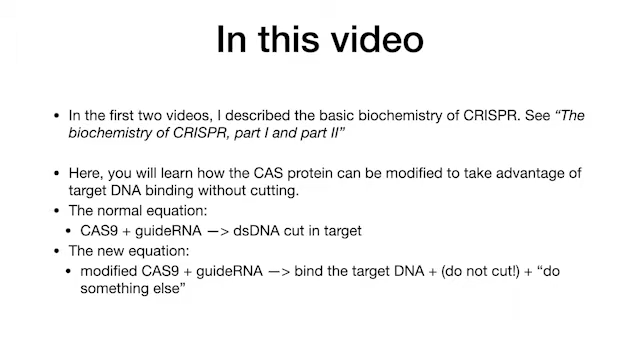 In this video
• In the first two videos, I described the basic biochemistry of CRISPR. See “The
biochemistry of CRISPR, part I and part II”
• Here, you will learn how the CAS protein can be modified to take advantage of
target DNA binding without cutting.
• The normal equation:
• CAS9 + guideRNA —> dsDNA cut in target
• The new equation:
• modified CAS9 + guideRNA —> bind the target DNA + (do not cut!) + “do
something else”